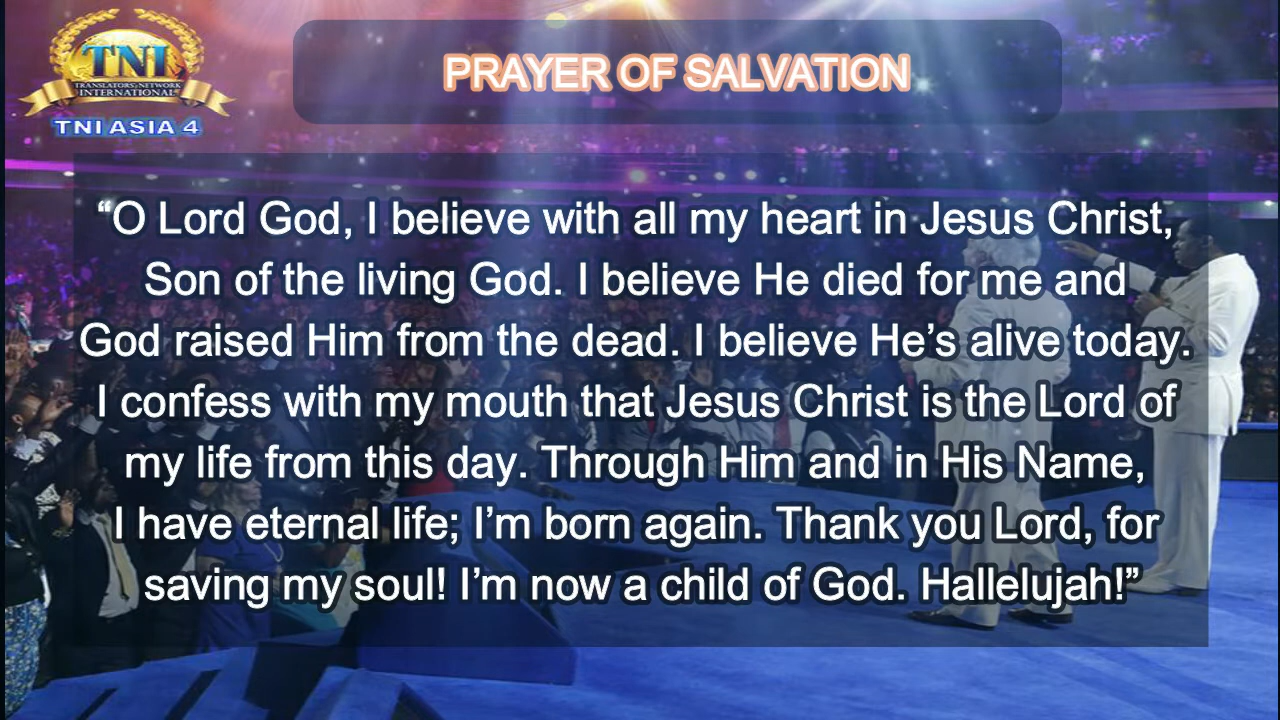 TNI
TRANSLATORS' NETWORK
INTERNATIONAL
TNI ASIA 4
PRAYER OF SALVATION
“O Lord God, I believe with all my heart in Jesus Christ,
Son of the living God. I believe He died for me and
God raised Him from the dead. I believe He’s alive today.
I confess with my mouth that Jesus Christ is the Lord of
my life from this day. Through Him and in His Name,
I have eternal life; I’m born again. Thank you Lord, for
saving my soul! I’m now a child of God. Hallelujah!”